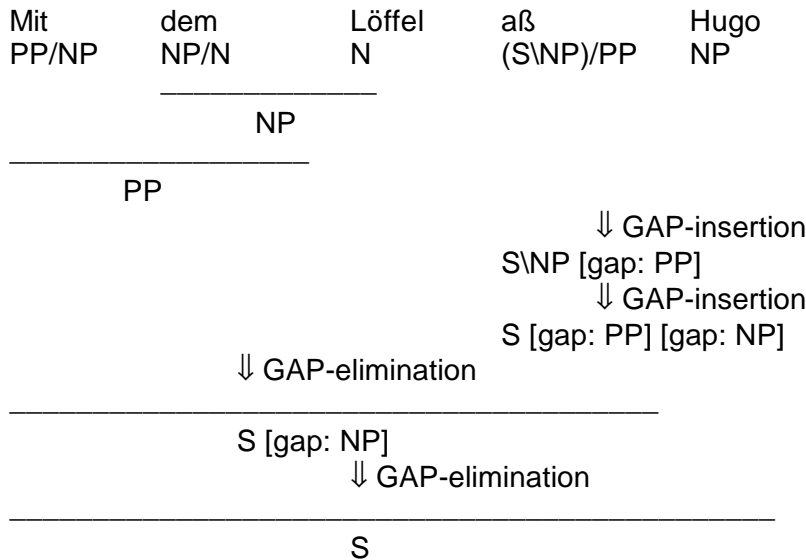 Mit dem Löffel aß Hugo
PP/NP NP/N N (S\NP)/PP NP
NP
PP
⇓ GAP-insertion
S\NP [gap: PP]
⇓ GAP-insertion
S [gap: PP] [gap: NP]
⇓ GAP-elimination
S [gap: NP]
⇓ GAP-elimination
S